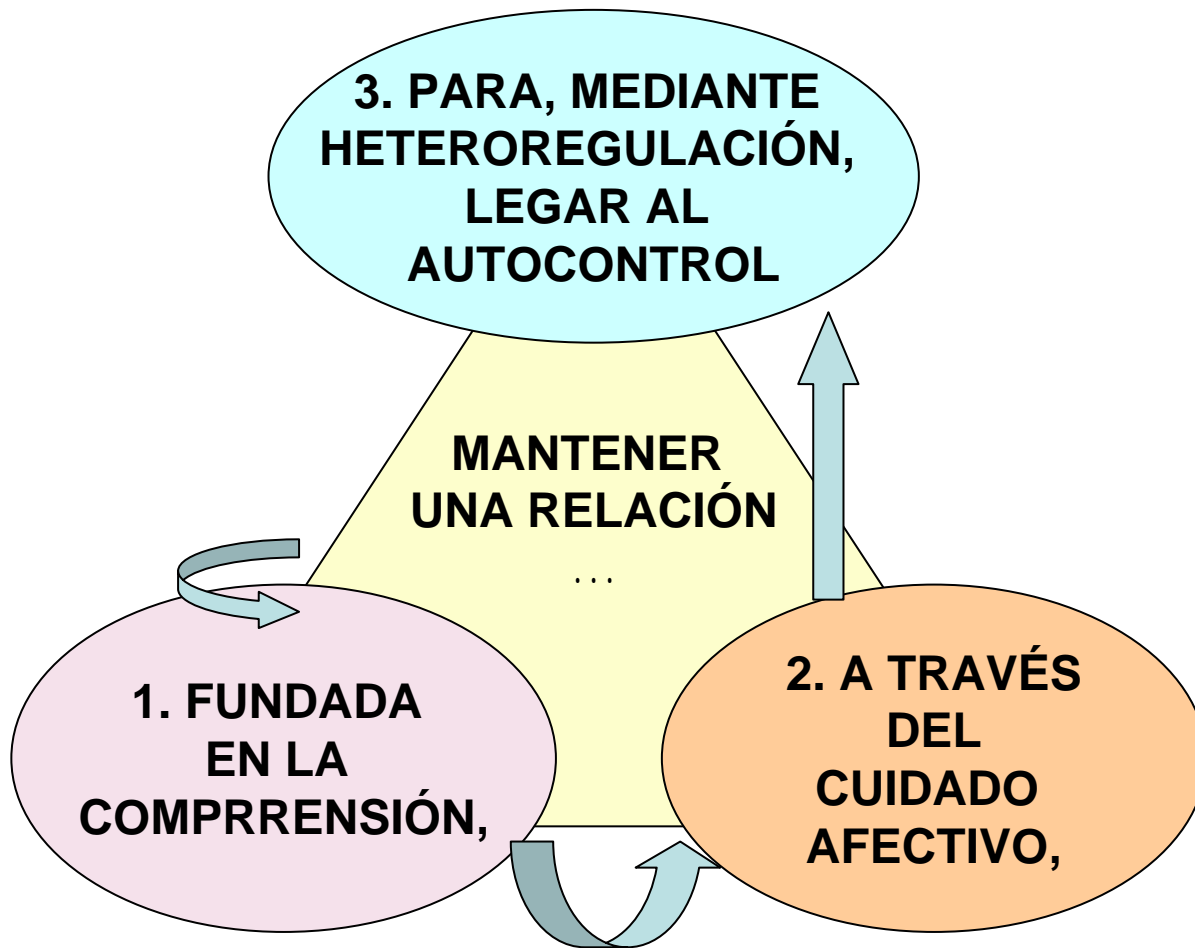 3. PARA, MEDIANTE
HETEROREGULACIÓN,
LEGAR AL
AUTOCONTROL
MANTENER
UNA RELACIÓN
. . .
1. FUNDADA
EN LA
COMPRRENSIÓN,
2. A TRAVÉS
DEL
CUIDADO
AFECTIVO,